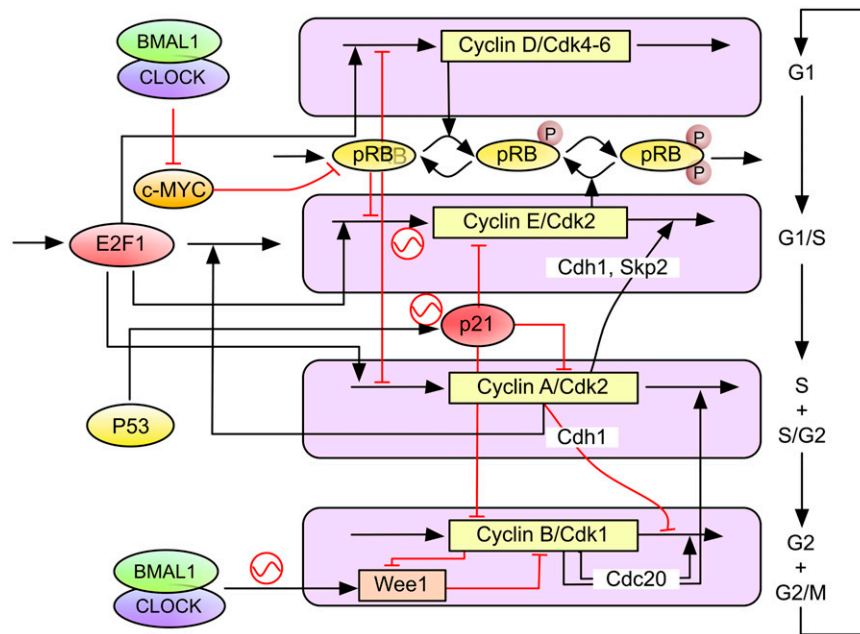 BMAL1
CLOCK
Cyclin D/Cdk4-6
G1
pRB
pRB
P
pRB
P
P
c-MYC
E2F1
Cyclin E/Cdk2
G1/S
Cdh1, Skp2
p21
Cyclin A/Cdk2
S
+
S/G2
P53
Cdh1
Cyclin B/Cdk1
G2
+
G2/M
BMAL1
CLOCK
Wee1
Cdc20